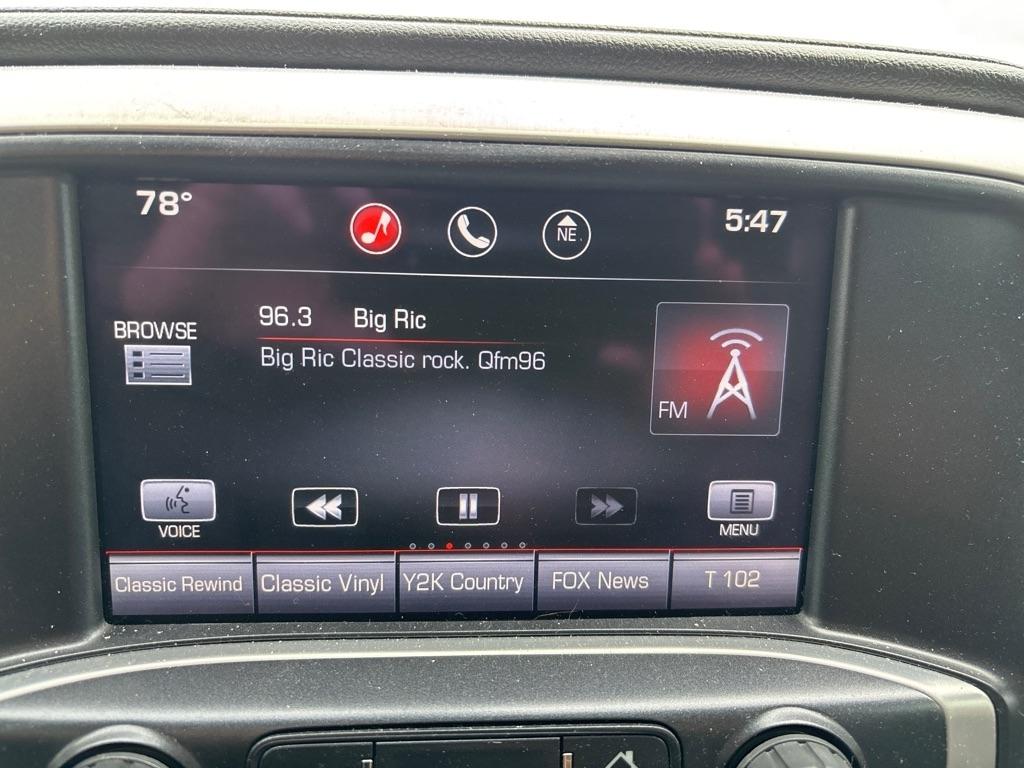 78°
NE
5:47
BROWSE
96.3 Big Ric
Big Ric Classic rock. Qfm96
FM
VOICE
MENU
Classic Rewind
Classic Vinyl
Y2K Country
FOX News
T 102